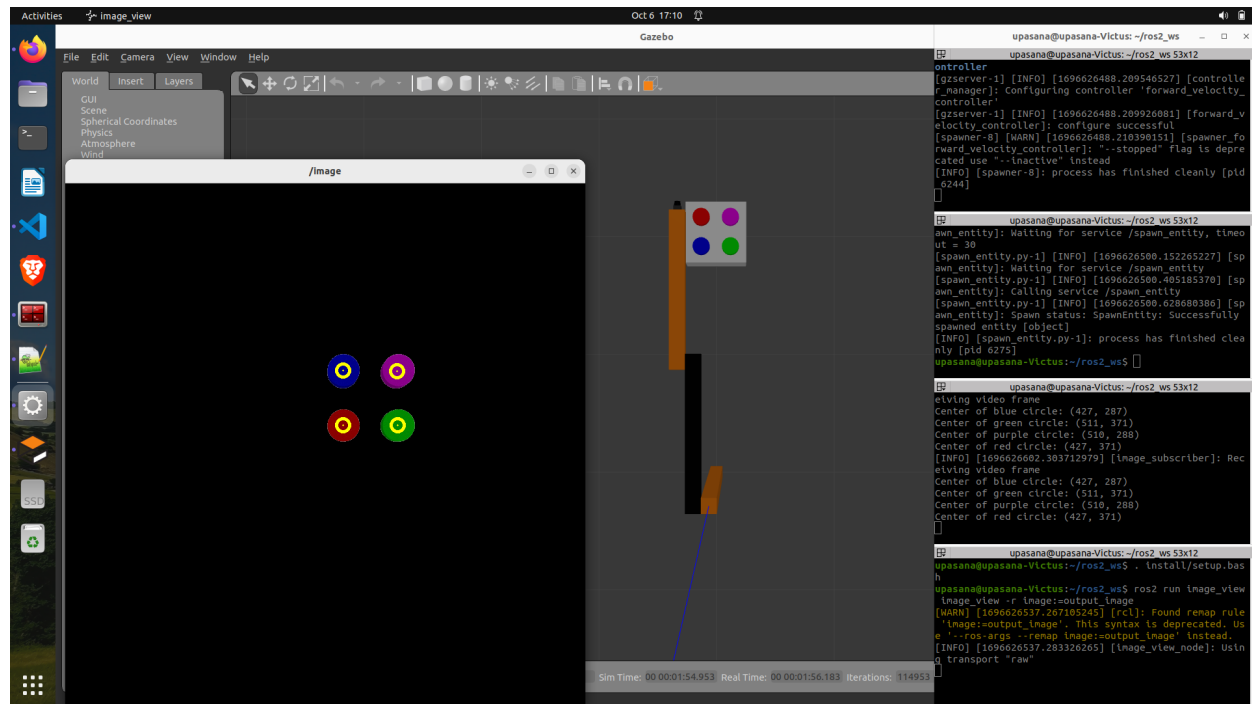 Activities
image_view
Oct 6 17:10
Gazebo
File Edit Camera View Window Help
World Insert Layers
GUI
Scene
Spherical Coordinates
Physics
Atmosphere
Wind
/image
SSD
Sim Time: 00 00:01:54.953 Real Time: 00 00:01:56.183 Iterations: 114953
upasana@upasana-Victus: ~/ros2_ws
upasana@upasana-Victus: ~/ros2_ws 53x12
ontroller
[gzserver-1] [INFO] [1696626488.209546527] [controlle
r_manager]: Configuring controller 'forward_velocity_
controller'
[gzserver-1] [INFO] [1696626488.209926081] [forward_v
elocity_controller]: configure successful
[spawner-8] [WARN] [1696626488.210390151] [spawner_fo
rward_velocity_controller]: "--stopped" flag is depre
cated use "--inactive" instead
[INFO] [spawner-8]: process has finished cleanly [pid
 6244]
upasana@upasana-Victus: ~/ros2_ws 53x12
awn_entity]: Waiting for service /spawn_entity, timeo
ut = 30
[spawn_entity.py-1] [INFO] [1696626500.152265227] [sp
awn_entity]: Waiting for service /spawn_entity
[spawn_entity.py-1] [INFO] [1696626500.405185370] [sp
awn_entity]: Calling service /spawn_entity
[spawn_entity.py-1] [INFO] [1696626500.628680386] [sp
awn_entity]: Spawn status: SpawnEntity: Successfully
spawned entity [object]
[INFO] [spawn_entity.py-1]: process has finished clea
nly [pid 6275]
upasana@upasana-Victus:~/ros2_ws$
upasana@upasana-Victus: ~/ros2_ws 53x12
eiving video frame
Center of blue circle: (427, 287)
Center of green circle: (511, 371)
Center of purple circle: (510, 288)
Center of red circle: (427, 371)
[INFO] [1696626602.303712979] [image_subscriber]: Rec
eiving video frame
Center of blue circle: (427, 287)
Center of green circle: (511, 371)
Center of purple circle: (510, 288)
Center of red circle: (427, 371)
upasana@upasana-Victus: ~/ros2_ws 53x12
upasana@upasana-Victus:~/ros2_ws$ . install/setup.bas
h
upasana@upasana-Victus:~/ros2_ws$ ros2 run image_view
 image_view -r image:=output_image
[WARN] [1696626537.267105245] [rcl]: Found remap rule
 'image:=output_image'. This syntax is deprecated. Us
e '--ros-args --remap image:=output_image' instead.
[INFO] [1696626537.283326265] [image_view_node]: Usin
g transport "raw"